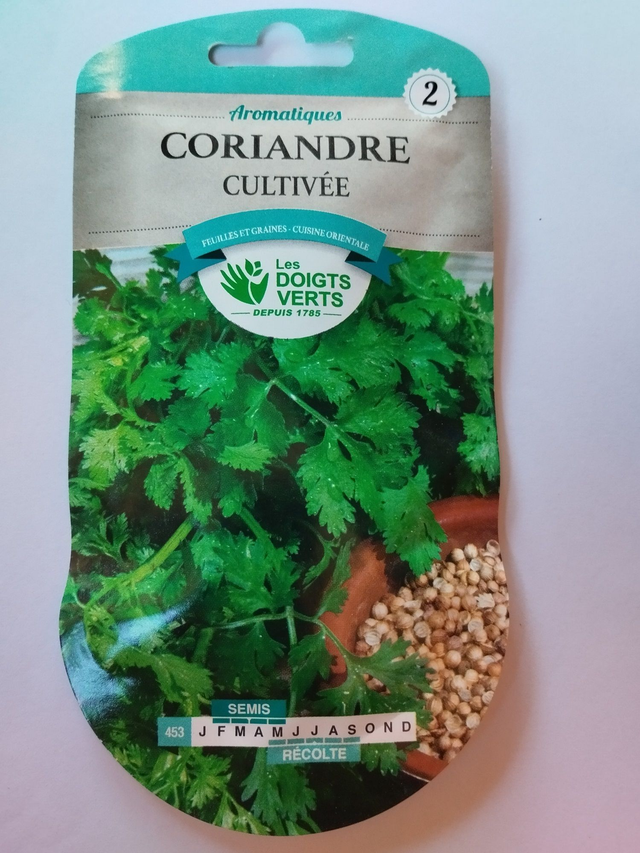 2
Aromatiques
CORIANDRE
CULTIVÉE
FEUILLES ET GRAINES - CUISINE ORIENTALE
Les
DOIGTS
VERTS
DEPUIS 1785
SEMIS
453 J F M A M J J A S O N D
RÉCOLTE